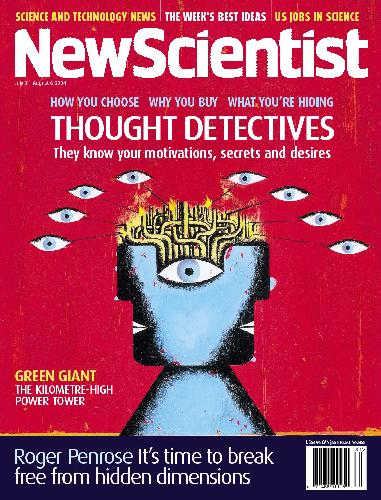 SCIENCE AND TECHNOLOGY NEWS | THE WEEK'S BEST IDEAS | US JOBS IN SCIENCE
NewScientist
HOW YOU CHOOSE WHY YOU BUY WHAT YOU'RE HIDING
THOUGHT DETECTIVES
They know your motivations, secrets and desires
GREEN GIANT
THE KILOMETRE-HIGH
POWER TOWER
Roger Penrose It's time to break
free from hidden dimensions